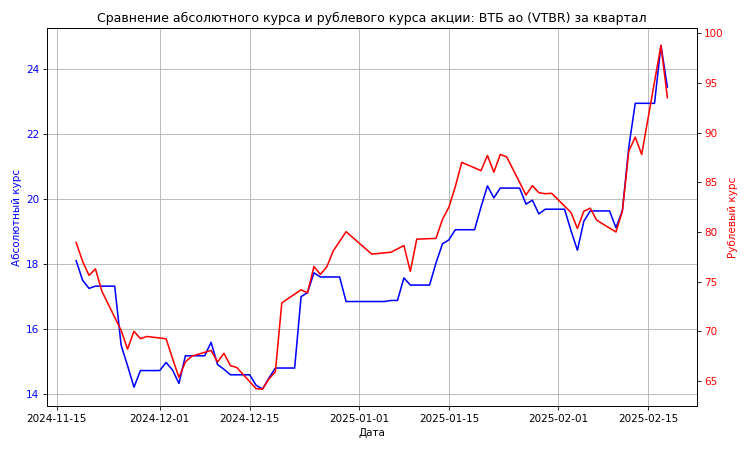 Сравнение абсолютного курса и рублевого курса акции: ВТБ ао (VTBR) за квартал
Абсолютный курс
24
22
20
18
16
14
100
95
90
85
80
75
70
65
Рублевый курс
2024-11-15 2024-12-01 2024-12-15 2025-01-01 2025-01-15 2025-02-01 2025-02-15
Дата